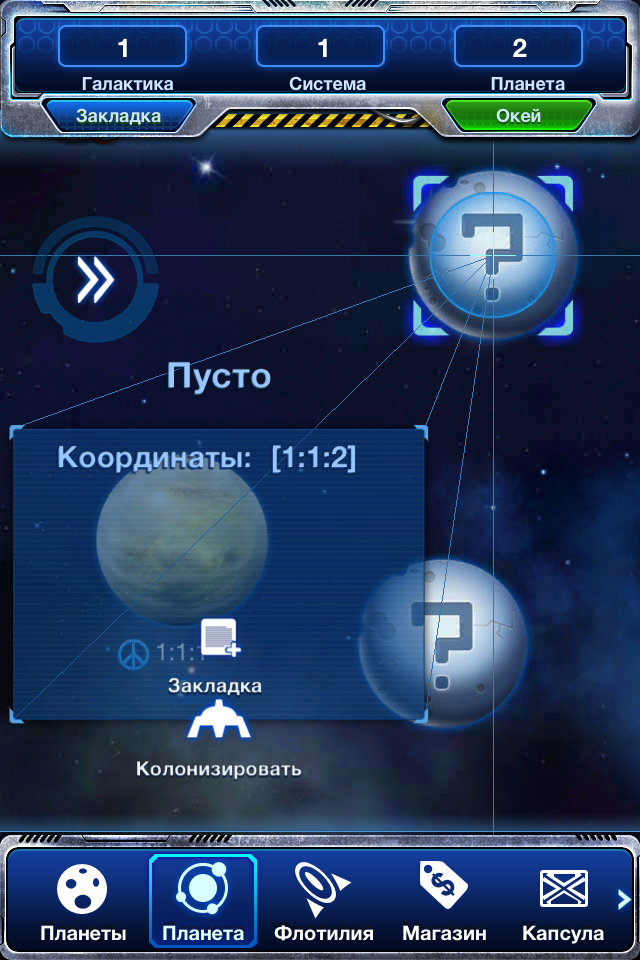 1 1 2
Галактика Система Планета
Закладка Окей
?
Пусто
Координаты: [1:1:2]
?
1:1:1
Закладка
Колонизировать
Планеты Планета Флотилия Магазин Капсула